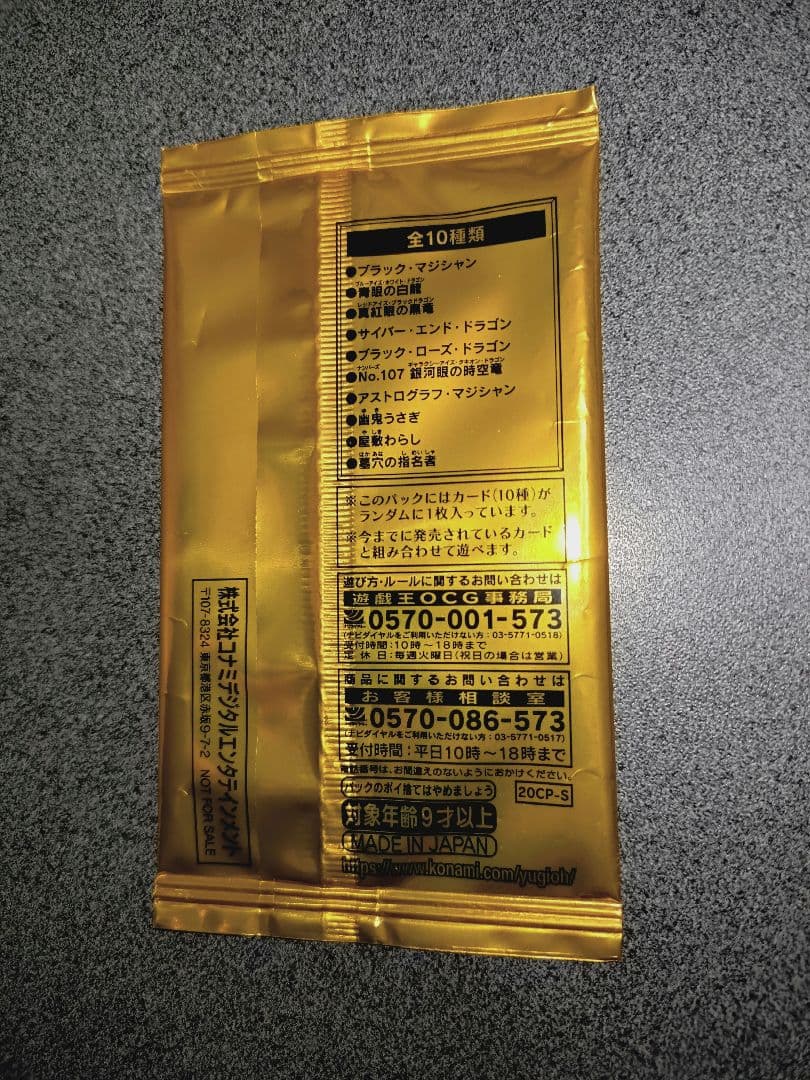 全10種類
●ブラック・マジシャン
ブルーアイズ・ホワイト・ドラゴン
●青眼の白龍
レッドアイズ・ブラックドラゴン
●真紅眼の黒竜
●サイバー・エンド・ドラゴン
●ブラック・ローズ・ドラゴン
ナンバーズ ギャラクシーアイズ・タキオン・ドラゴン
●No.107 銀河眼の時空竜
●アストログラフ・マジシャン
ゆ き
●幽鬼うさぎ
や しき
●屋敷わらし
はか あな し めい しゃ
●墓穴の指名者
※このパックにはカード(10種)が
ランダムに1枚入っています。
※今までに発売されているカード
と組み合わせて遊べます。
遊び方・ルールに関するお問い合わせは
遊戯王OCG事務局
0570-001-573
(ナビダイヤルをご利用いただけない方:03-5771-0518)
受付時間:10時~18時まで
定休日:毎週火曜日(祝日の場合は営業)
商品に関するお問い合わせは
お客様相談室
0570-086-573
(ナビダイヤルをご利用いただけない方:03-5771-0517)
受付時間:平日10時~18時まで
電話番号は、お間違えのないようにおかけください。
パックのポイ捨てはやめましょう
20CP-S
対象年齢9才以上
MADE IN JAPAN
https://www.konami.com/yugioh/
株式会社コナミデジタルエンタテインメント
〒107-8324 東京都港区赤坂9-7-2 NOT FOR SALE